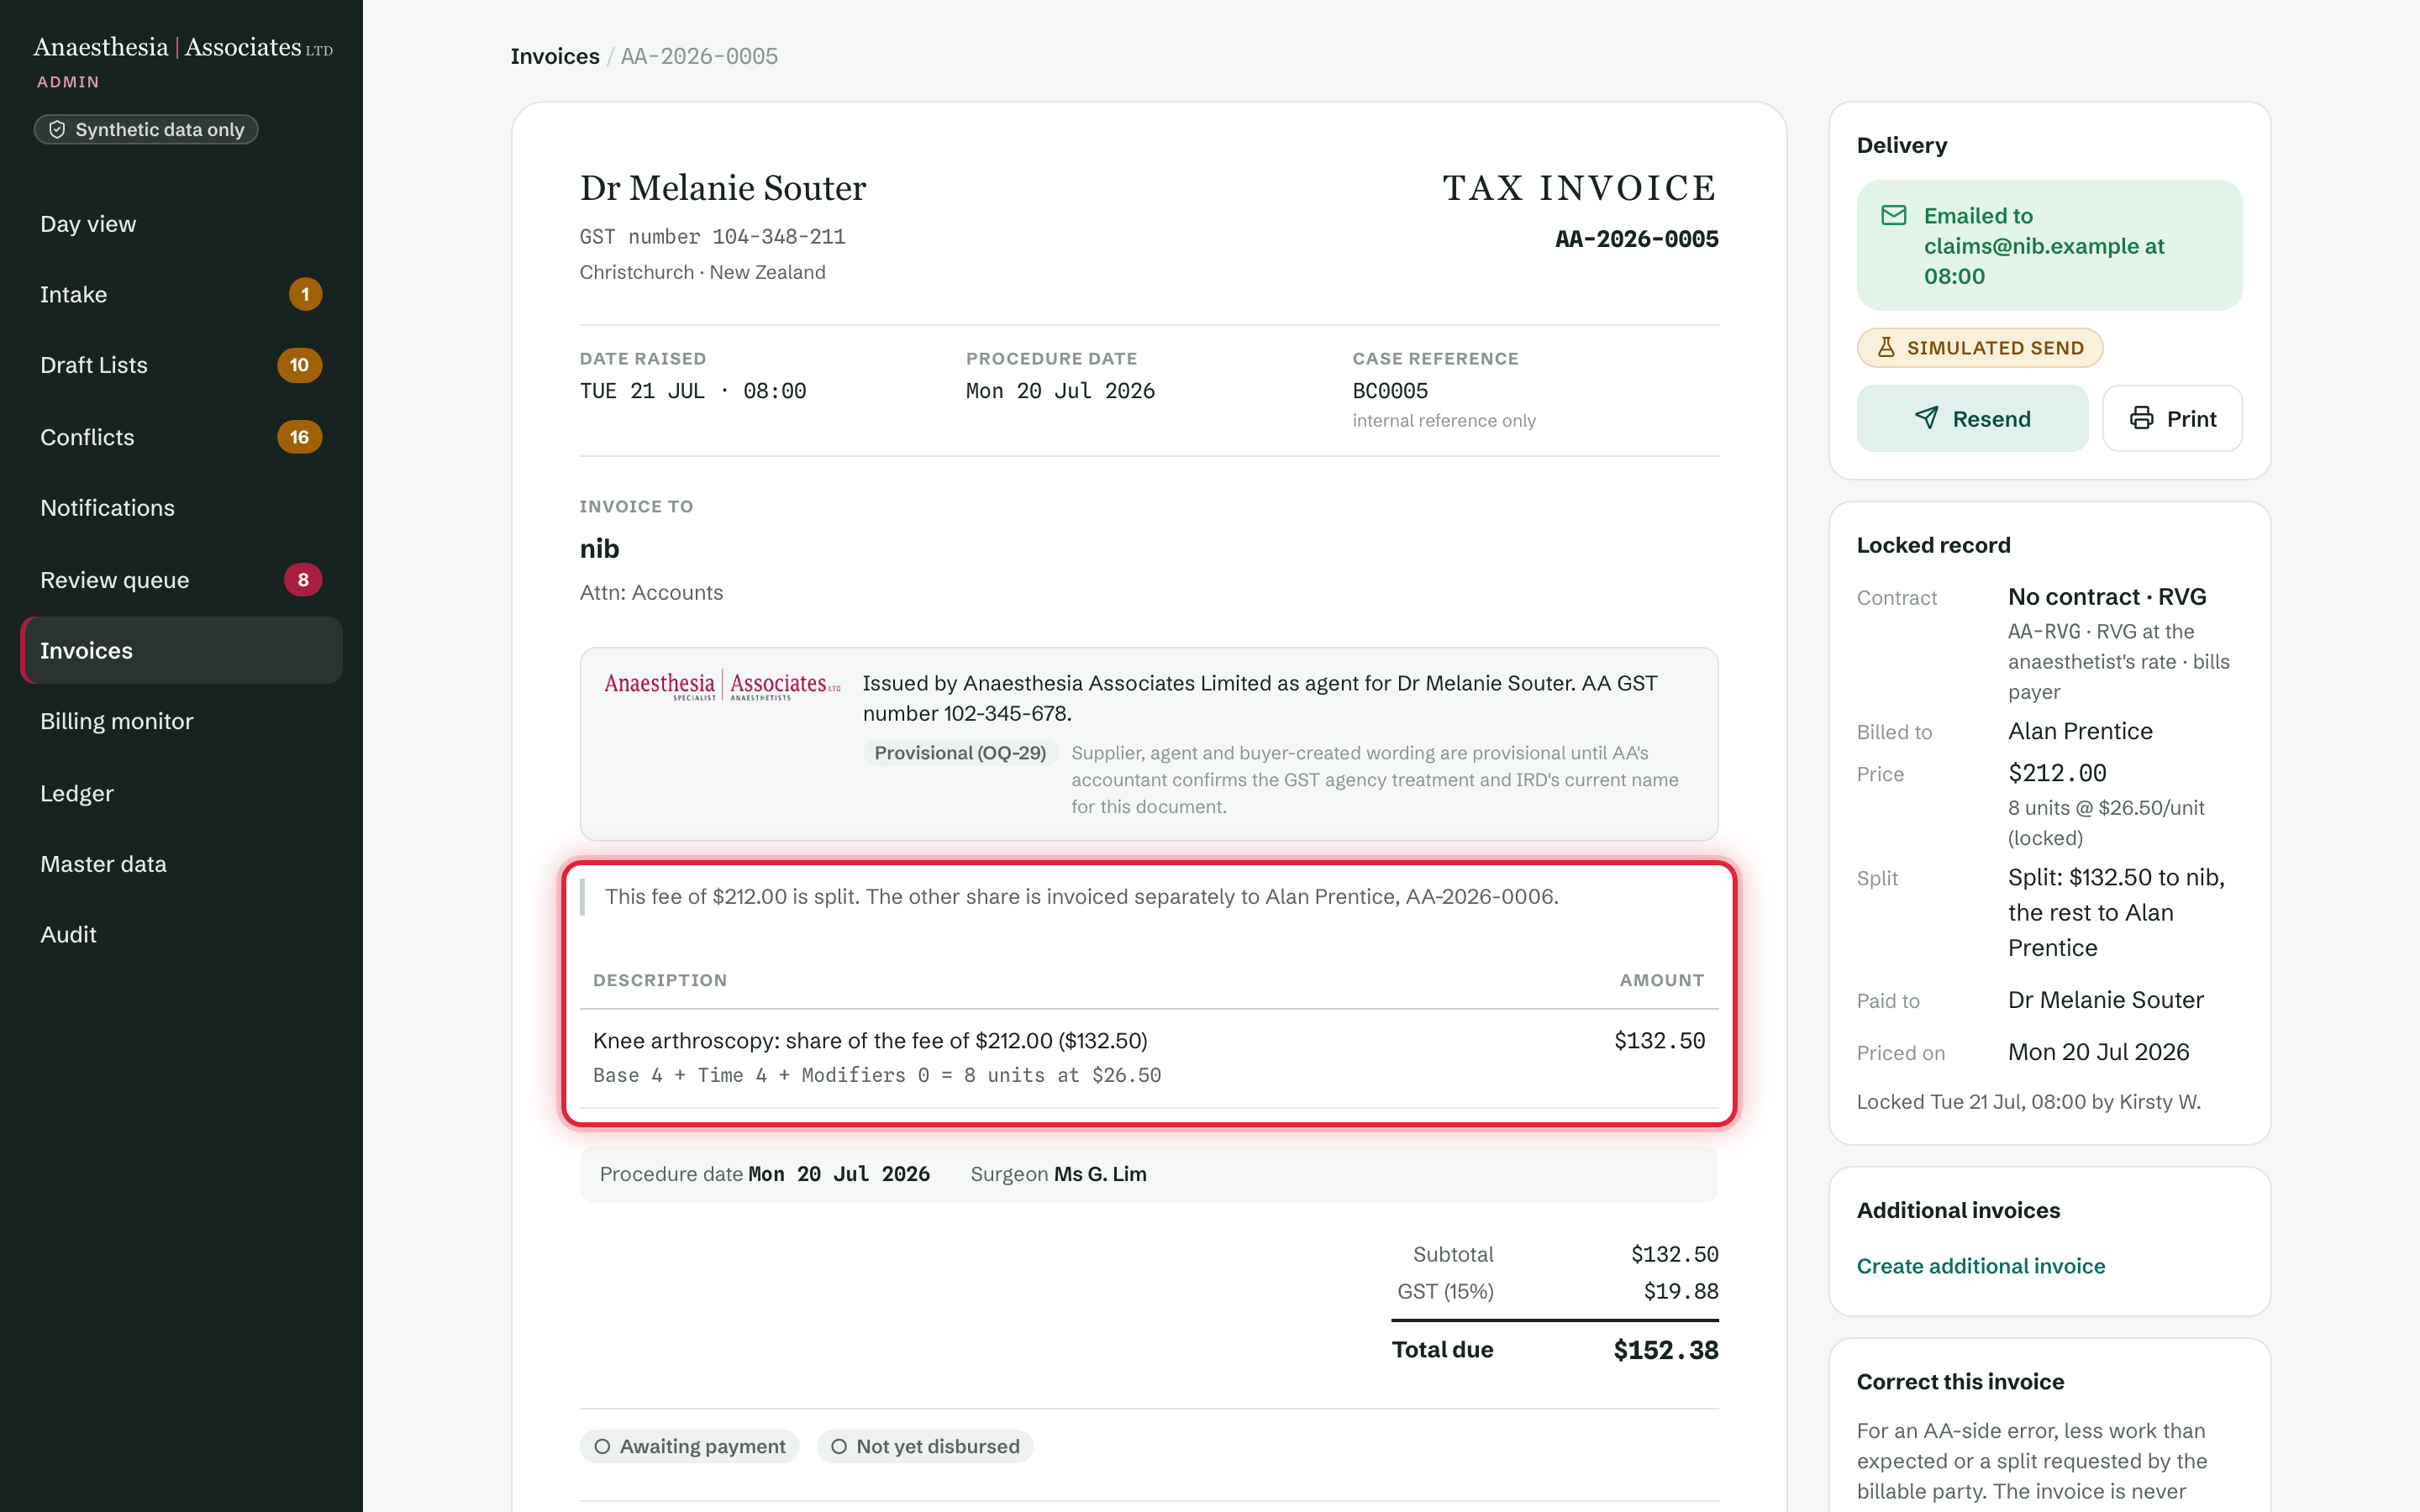 Anaesthesia | Associates LTD
ADMIN
Synthetic data only
Day view
Intake 1
Draft Lists 10
Conflicts 16
Notifications
Review queue 8
Invoices
Billing monitor
Ledger
Master data
Audit
Invoices / AA-2026-0005
Dr Melanie Souter
GST number 104-348-211
Christchurch · New Zealand
TAX INVOICE
AA-2026-0005
DATE RAISED
TUE 21 JUL · 08:00
PROCEDURE DATE
Mon 20 Jul 2026
CASE REFERENCE
BC0005
internal reference only
INVOICE TO
nib
Attn: Accounts
Anaesthesia | Associates LTD
SPECIALIST ANAESTHETISTS
Issued by Anaesthesia Associates Limited as agent for Dr Melanie Souter. AA GST
number 102-345-678.
Provisional (OQ-29)
Supplier, agent and buyer-created wording are provisional until AA's
accountant confirms the GST agency treatment and IRD's current name
for this document.
This fee of $212.00 is split. The other share is invoiced separately to Alan Prentice, AA-2026-0006.
DESCRIPTION AMOUNT
Knee arthroscopy: share of the fee of $212.00 ($132.50) $132.50
Base 4 + Time 4 + Modifiers 0 = 8 units at $26.50
Procedure date Mon 20 Jul 2026 Surgeon Ms G. Lim
Subtotal $132.50
GST (15%) $19.88
Total due $152.38
Awaiting payment
Not yet disbursed
Delivery
Emailed to
claims@nib.example at
08:00
SIMULATED SEND
Resend
Print
Locked record
Contract No contract · RVG
AA-RVG · RVG at the
anaesthetist's rate · bills
payer
Billed to Alan Prentice
Price $212.00
8 units @ $26.50/unit
(locked)
Split Split: $132.50 to nib,
the rest to Alan
Prentice
Paid to Dr Melanie Souter
Priced on Mon 20 Jul 2026
Locked Tue 21 Jul, 08:00 by Kirsty W.
Additional invoices
Create additional invoice
Correct this invoice
For an AA-side error, less work than
expected or a split requested by the
billable party. The invoice is never